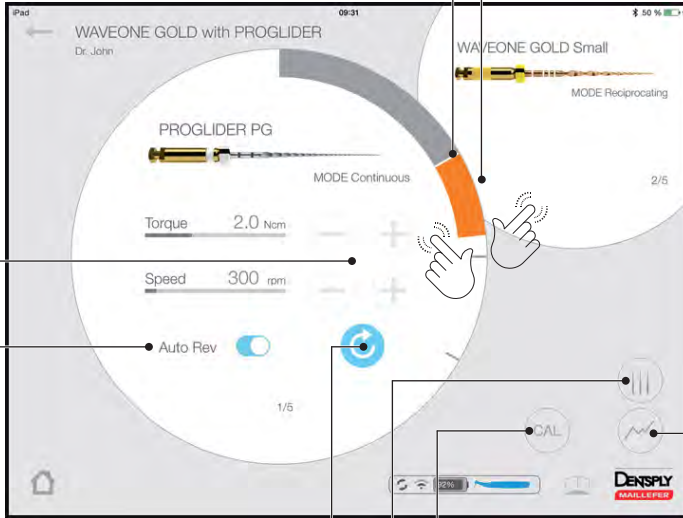 iPad 09:31 50 %
WAVEONE GOLD with PROGLIDER
Dr. John
WAVEONE GOLD Small
MODE Reciprocating
2/5
PROGLIDER PG
MODE Continuous
Torque 2.0 Ncm
Speed 300 rpm
Auto Rev
1/5
CAL
92%
DENTSPLY
MAILLEFER